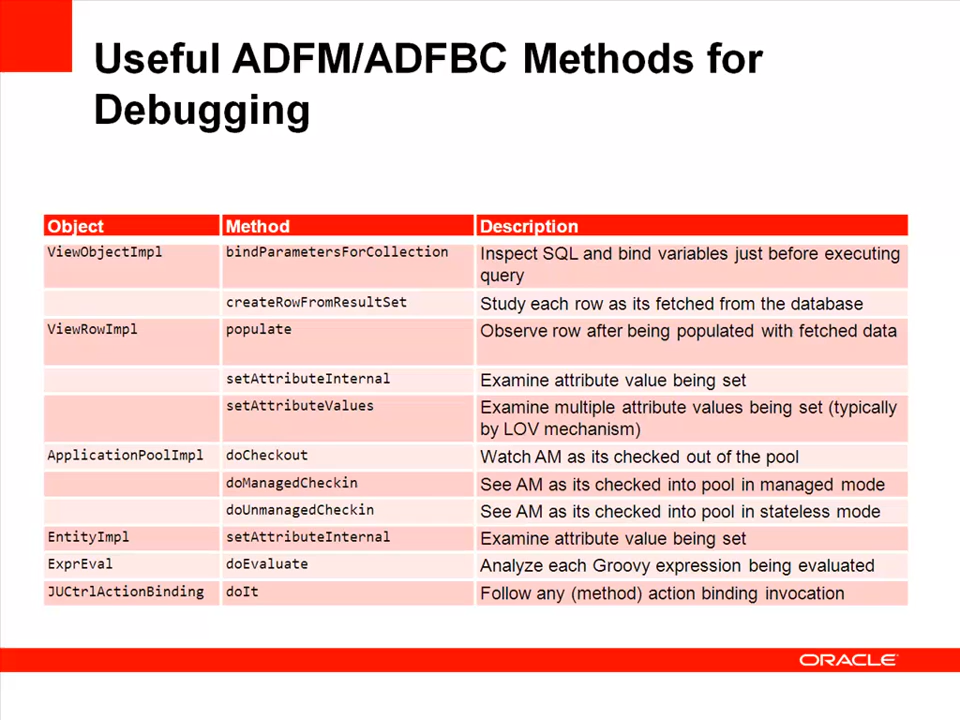 Useful ADFM/ADFBC Methods for
Debugging
Object Method Description
ViewObjectImpl bindParametersForCollection Inspect SQL and bind variables just before executing
query
createRowFromResultSet Study each row as its fetched from the database
ViewRowImpl populate Observe row after being populated with fetched data
setAttributeInternal Examine attribute value being set
setAttributeValues Examine multiple attribute values being set (typically
by LOV mechanism)
ApplicationPoolImpl doCheckout Watch AM as its checked out of the pool
doManagedCheckin See AM as its checked into pool in managed mode
doUnmanagedCheckin See AM as its checked into pool in stateless mode
EntityImpl setAttributeInternal Examine attribute value being set
ExprEval doEvaluate Analyze each Groovy expression being evaluated
JUCtrlActionBinding doIt Follow any (method) action binding invocation
ORACLE